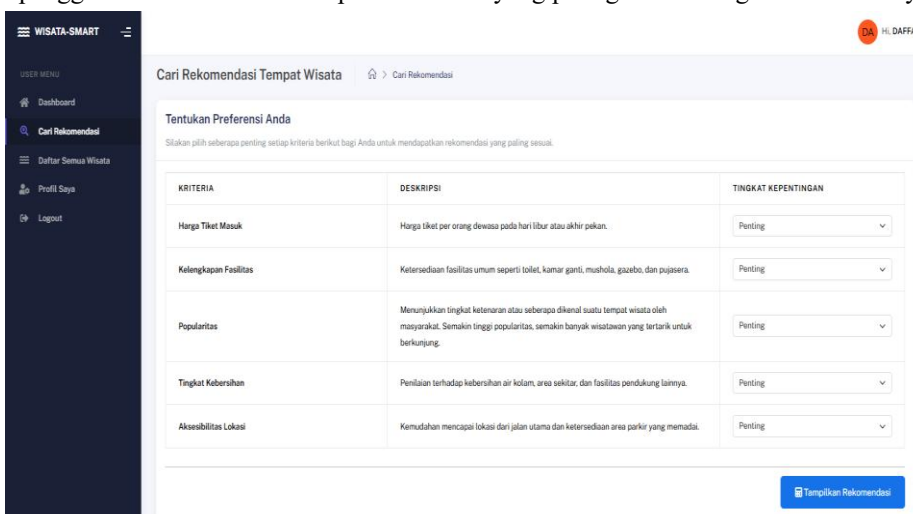 WISATA-SMART
DA Hi, DAFFA
USER MENU
Dashboard
Cari Rekomendasi
Daftar Semua Wisata
Profil Saya
Logout
Cari Rekomendasi Tempat Wisata > Cari Rekomendasi
Tentukan Preferensi Anda
Silakan pilih seberapa penting setiap kriteria berikut bagi Anda untuk mendapatkan rekomendasi yang paling sesuai.
KRITERIA DESKRIPSI TINGKAT KEPENTINGAN
Harga Tiket Masuk Harga tiket per orang dewasa pada hari libur atau akhir pekan. Penting
Kelengkapan Fasilitas Ketersediaan fasilitas umum seperti toilet, kamar ganti, mushola, gazebo, dan pujasera. Penting
Menunjukkan tingkat ketenaran atau seberapa dikenal suatu tempat wisata oleh
Popularitas masyarakat. Semakin tinggi popularitas, semakin banyak wisatawan yang tertarik untuk Penting
berkunjung.
Tingkat Kebersihan Penilaian terhadap kebersihan air kolam, area sekitar, dan fasilitas pendukung lainnya. Penting
Aksesibilitas Lokasi Kemudahan mencapai lokasi dari jalan utama dan ketersediaan area parkir yang memadai. Penting
Tampilkan Rekomendasi